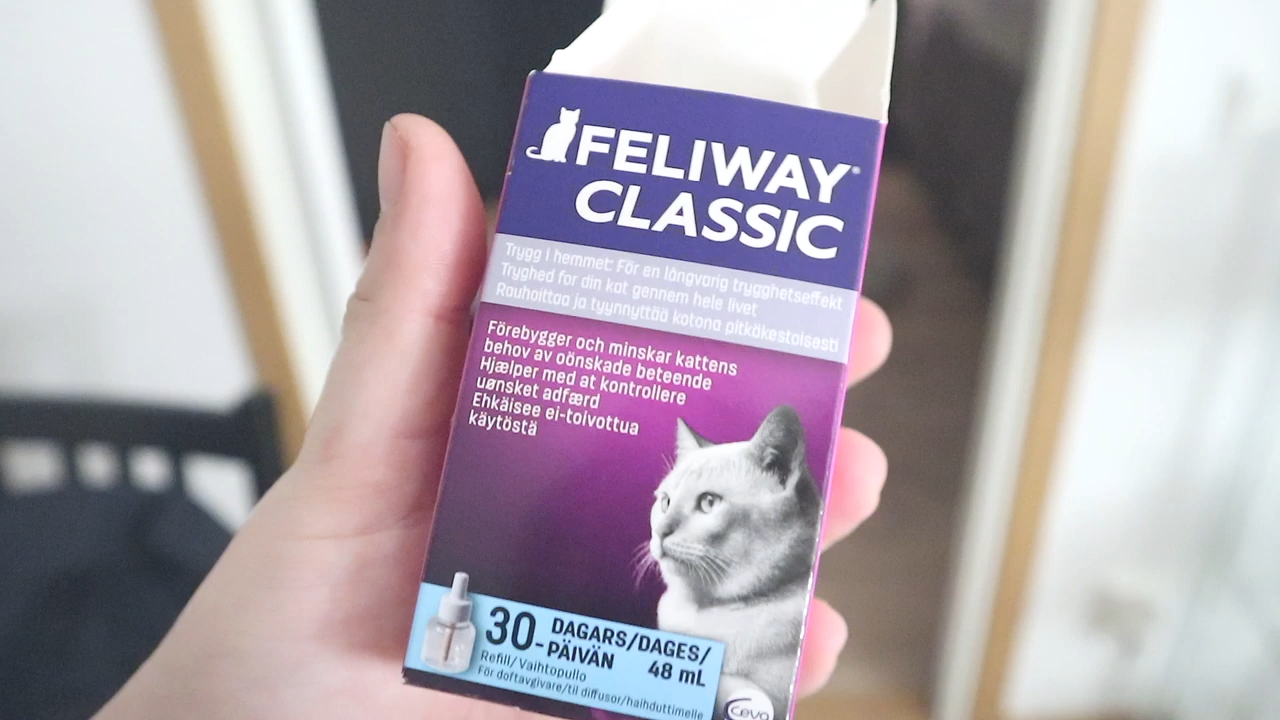 FELIWAY®
CLASSIC
Trygg i hemmet: För en långvarig trygghetseffekt
Tryghed for din kat gennem hele livet
Rauhoittaa ja tyynnyttää kotona pitkäkestoisesti
Förebygger och minskar kattens
behov av oönskade beteende
Hjælper med at kontrollere
uønsket adfærd
Ehkäisee ei-toivottua
käytöstä
30-DAGARS/DAGES/
PÄIVÄN 48 mL
Refill/Vaihtopullo
För doftavgivare/til diffusor/haihduttimelle
Ceva